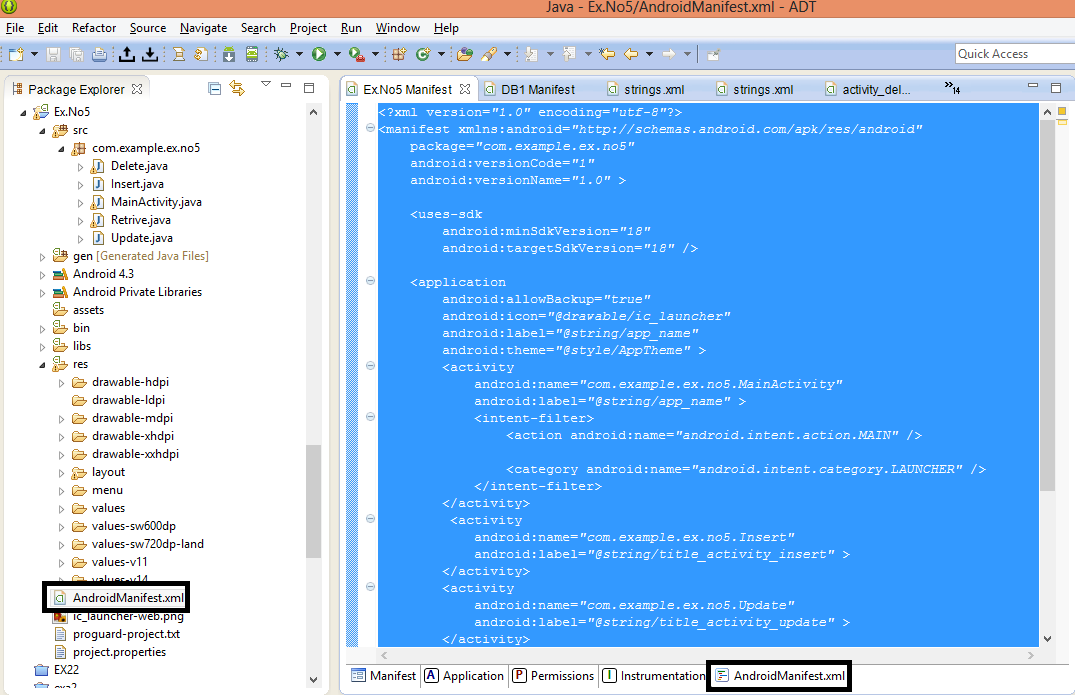 Java - Ex.No5/AndroidManifest.xml - ADT
File Edit Refactor Source Navigate Search Project Run Window Help
Quick Access
Package Explorer
Ex.No5
src
com.example.ex.no5
Delete.java
Insert.java
MainActivity.java
Retrive.java
Update.java
gen [Generated Java Files]
Android 4.3
Android Private Libraries
assets
bin
libs
res
drawable-hdpi
drawable-ldpi
drawable-mdpi
drawable-xhdpi
drawable-xxhdpi
layout
menu
values
values-sw600dp
values-sw720dp-land
values-v11
values-v14
AndroidManifest.xml
ic_launcher-web.png
proguard-project.txt
project.properties
EX22
exa2
Ex.No5 Manifest DB1 Manifest strings.xml strings.xml activity_del... 14
<?xml version="1.0" encoding="utf-8"?>
<manifest xmlns:android="http://schemas.android.com/apk/res/android"
package="com.example.ex.no5"
android:versionCode="1"
android:versionName="1.0" >
<uses-sdk
android:minSdkVersion="18"
android:targetSdkVersion="18" />
<application
android:allowBackup="true"
android:icon="@drawable/ic_launcher"
android:label="@string/app_name"
android:theme="@style/AppTheme" >
<activity
android:name="com.example.ex.no5.MainActivity"
android:label="@string/app_name" >
<intent-filter>
<action android:name="android.intent.action.MAIN" />
<category android:name="android.intent.category.LAUNCHER" />
</intent-filter>
</activity>
<activity
android:name="com.example.ex.no5.Insert"
android:label="@string/title_activity_insert" >
</activity>
<activity
android:name="com.example.ex.no5.Update"
android:label="@string/title_activity_update" >
</activity>
Manifest A Application P Permissions I Instrumentation AndroidManifest.xml